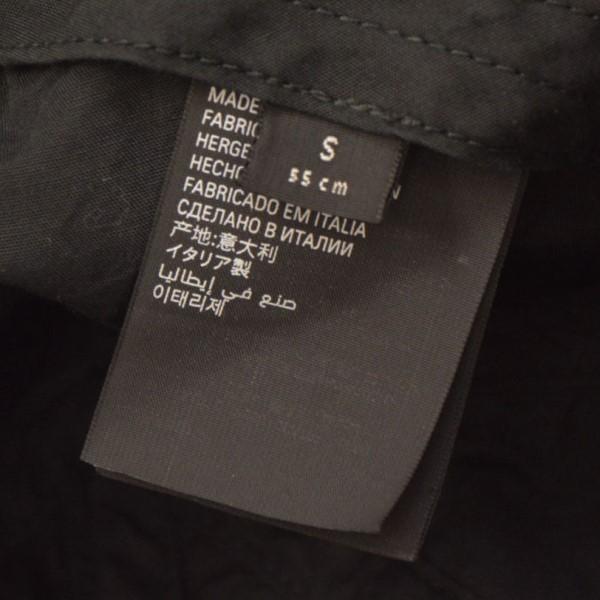 S
55 cm
MADE
FABRIC
HERGE
HECHO
FABRICADO EM ITALIA
СДЕЛАНО В ИТАЛИИ
产地:意大利
イタリア製
صنع في إيطاليا
이태리제